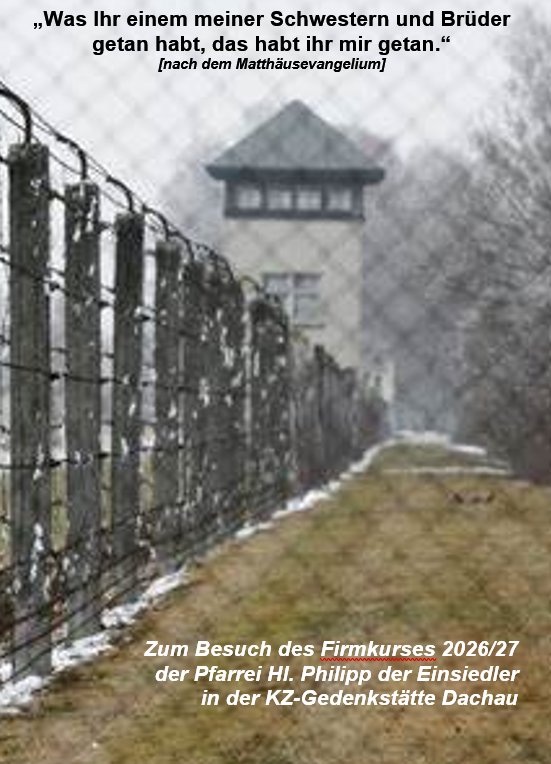 „Was Ihr einem meiner Schwestern und Brüder
getan habt, das habt ihr mir getan.“
[nach dem Matthäusevangelium]
Zum Besuch des Firmkurses 2026/27
der Pfarrei Hl. Philipp der Einsiedler
in der KZ-Gedenkstätte Dachau